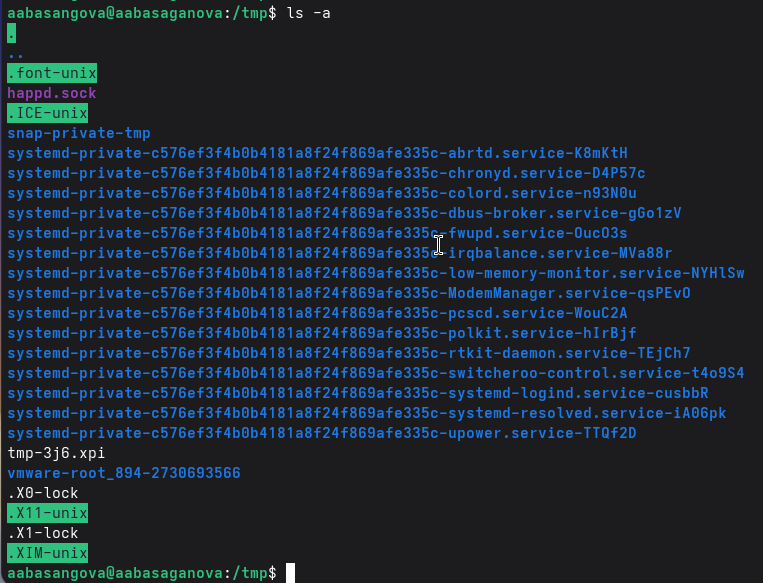 aabasangova@aabasaganova:/tmp$ ls -a
.
..
.font-unix
happd.sock
.ICE-unix
snap-private-tmp
systemd-private-c576ef3f4b0b4181a8f24f869afe335c-abrtd.service-K8mKtH
systemd-private-c576ef3f4b0b4181a8f24f869afe335c-chronyd.service-D4P57c
systemd-private-c576ef3f4b0b4181a8f24f869afe335c-colord.service-n93N0u
systemd-private-c576ef3f4b0b4181a8f24f869afe335c-dbus-broker.service-gGo1zV
systemd-private-c576ef3f4b0b4181a8f24f869afe335c-fwupd.service-OucO3s
systemd-private-c576ef3f4b0b4181a8f24f869afe335c-irqbalance.service-MVa88r
systemd-private-c576ef3f4b0b4181a8f24f869afe335c-low-memory-monitor.service-NYHlSw
systemd-private-c576ef3f4b0b4181a8f24f869afe335c-ModemManager.service-qsPEvO
systemd-private-c576ef3f4b0b4181a8f24f869afe335c-pcscd.service-WouC2A
systemd-private-c576ef3f4b0b4181a8f24f869afe335c-polkit.service-hIrBjf
systemd-private-c576ef3f4b0b4181a8f24f869afe335c-rtkit-daemon.service-TEjCh7
systemd-private-c576ef3f4b0b4181a8f24f869afe335c-switcheroo-control.service-t4o9S4
systemd-private-c576ef3f4b0b4181a8f24f869afe335c-systemd-logind.service-cusbbR
systemd-private-c576ef3f4b0b4181a8f24f869afe335c-systemd-resolved.service-iA06pk
systemd-private-c576ef3f4b0b4181a8f24f869afe335c-upower.service-TTQf2D
tmp-3j6.xpi
vmware-root_894-2730693566
.X0-lock
.X11-unix
.X1-lock
.XIM-unix
aabasangova@aabasaganova:/tmp$